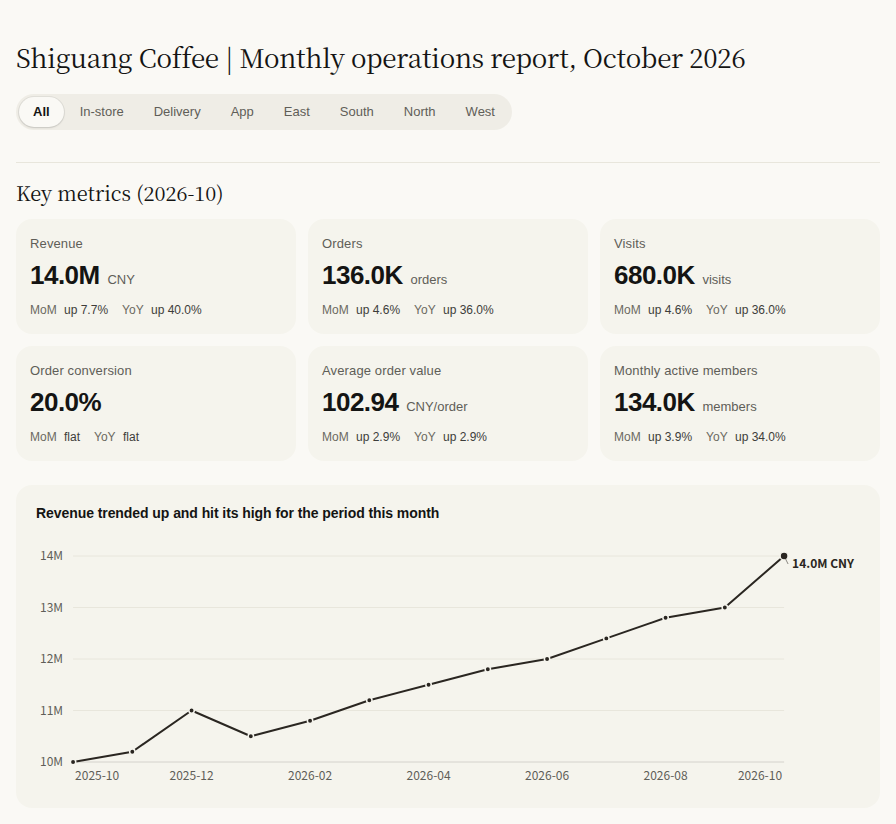 Shiguang Coffee | Monthly operations report, October 2026
All In-store Delivery App East South North West
Key metrics (2026-10)
Revenue
14.0M CNY
MoM up 7.7% YoY up 40.0%
Orders
136.0K orders
MoM up 4.6% YoY up 36.0%
Visits
680.0K visits
MoM up 4.6% YoY up 36.0%
Order conversion
20.0%
MoM flat YoY flat
Average order value
102.94 CNY/order
MoM up 2.9% YoY up 2.9%
Monthly active members
134.0K members
MoM up 3.9% YoY up 34.0%
Revenue trended up and hit its high for the period this month
14M
14.0M CNY
13M
12M
11M
10M
2025-10 2025-12 2026-02 2026-04 2026-06 2026-08 2026-10